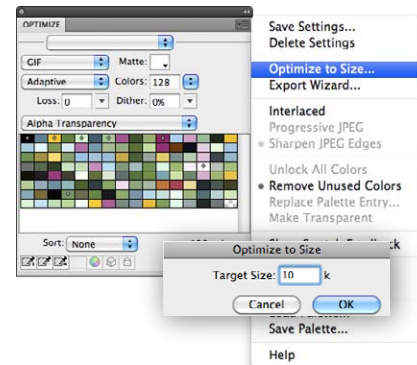 OPTIMIZE
GIF
Matte:
Adaptive
Colors: 128
Loss: 0
Dither: 0%
Alpha Transparency
Sort: None
Save Settings...
Delete Settings
Optimize to Size...
Export Wizard...
Interlaced
Progressive JPEG
Sharpen JPEG Edges
Unlock All Colors
Remove Unused Colors
Replace Palette Entry...
Make Transparent
Optimize to Size
Target Size: 10 k
Cancel
OK
Save Palette...
Help